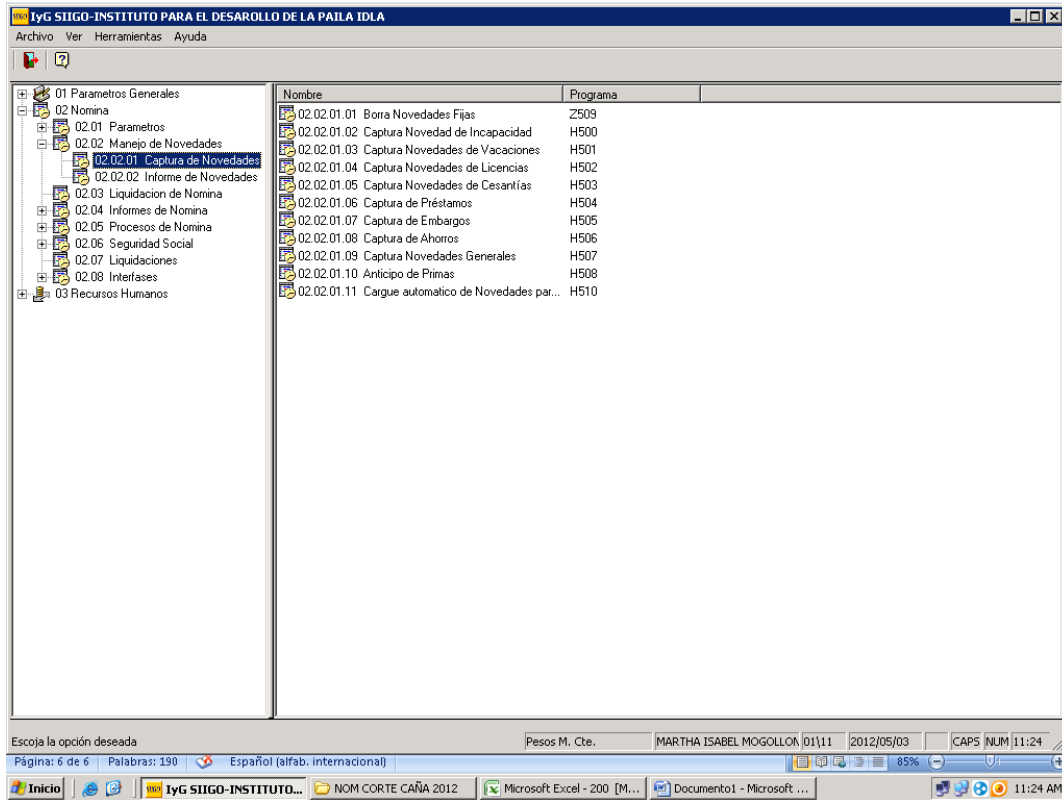 IyG SIIGO-INSTITUTO PARA EL DESAROLLO DE LA PAILA IDLA
Archivo Ver Herramientas Ayuda
01 Parametros Generales
02 Nomina
02.01 Parametros
02.02 Manejo de Novedades
02.02.01 Captura de Novedades
02.02.02 Informe de Novedades
02.03 Liquidacion de Nomina
02.04 Informes de Nomina
02.05 Procesos de Nomina
02.06 Seguridad Social
02.07 Liquidaciones
02.08 Interfases
03 Recursos Humanos
Nombre Programa
02.02.01.01 Borra Novedades Fijas Z509
02.02.01.02 Captura Novedad de Incapacidad H500
02.02.01.03 Captura Novedades de Vacaciones H501
02.02.01.04 Captura Novedades de Licencias H502
02.02.01.05 Captura Novedades de Cesantías H503
02.02.01.06 Captura de Préstamos H504
02.02.01.07 Captura de Embargos H505
02.02.01.08 Captura de Ahorros H506
02.02.01.09 Captura Novedades Generales H507
02.02.01.10 Anticipo de Primas H508
02.02.01.11 Cargue automatico de Novedades par... H510
Escoja la opción deseada Pesos M. Cte. MARTHA ISABEL MOGOLLON 01\11 2012/05/03 CAPS NUM 11:24
Página: 6 de 6 Palabras: 190 Español (alfab. internacional) 85%
Inicio IyG SIIGO-INSTITUTO... NOM CORTE CAÑA 2012 Microsoft Excel - 200 [M... Documento1 - Microsoft ... 11:24 AM